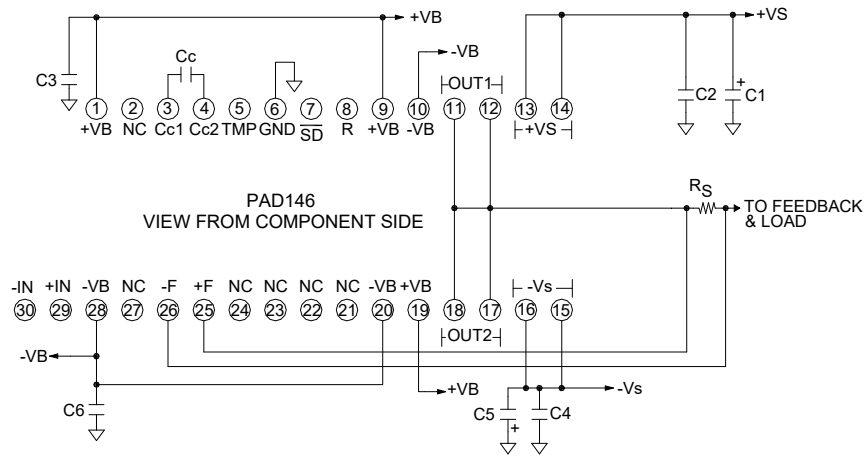 +VB
+VS
-VB
Cc
C3
OUT1
C2
+
C1
1 2 3 4 5 6 7 8 9 10 11 12 13 14
+VB NC Cc1 Cc2 TMP GND SD R +VB -VB +VS
PAD146
VIEW FROM COMPONENT SIDE
RS
TO FEEDBACK
& LOAD
-IN +IN -VB NC -F +F NC NC NC NC -VB +VB -Vs
30 29 28 27 26 25 24 23 22 21 20 19 18 17 16 15
OUT2
-VB
+VB
-Vs
C6
C5
+
C4